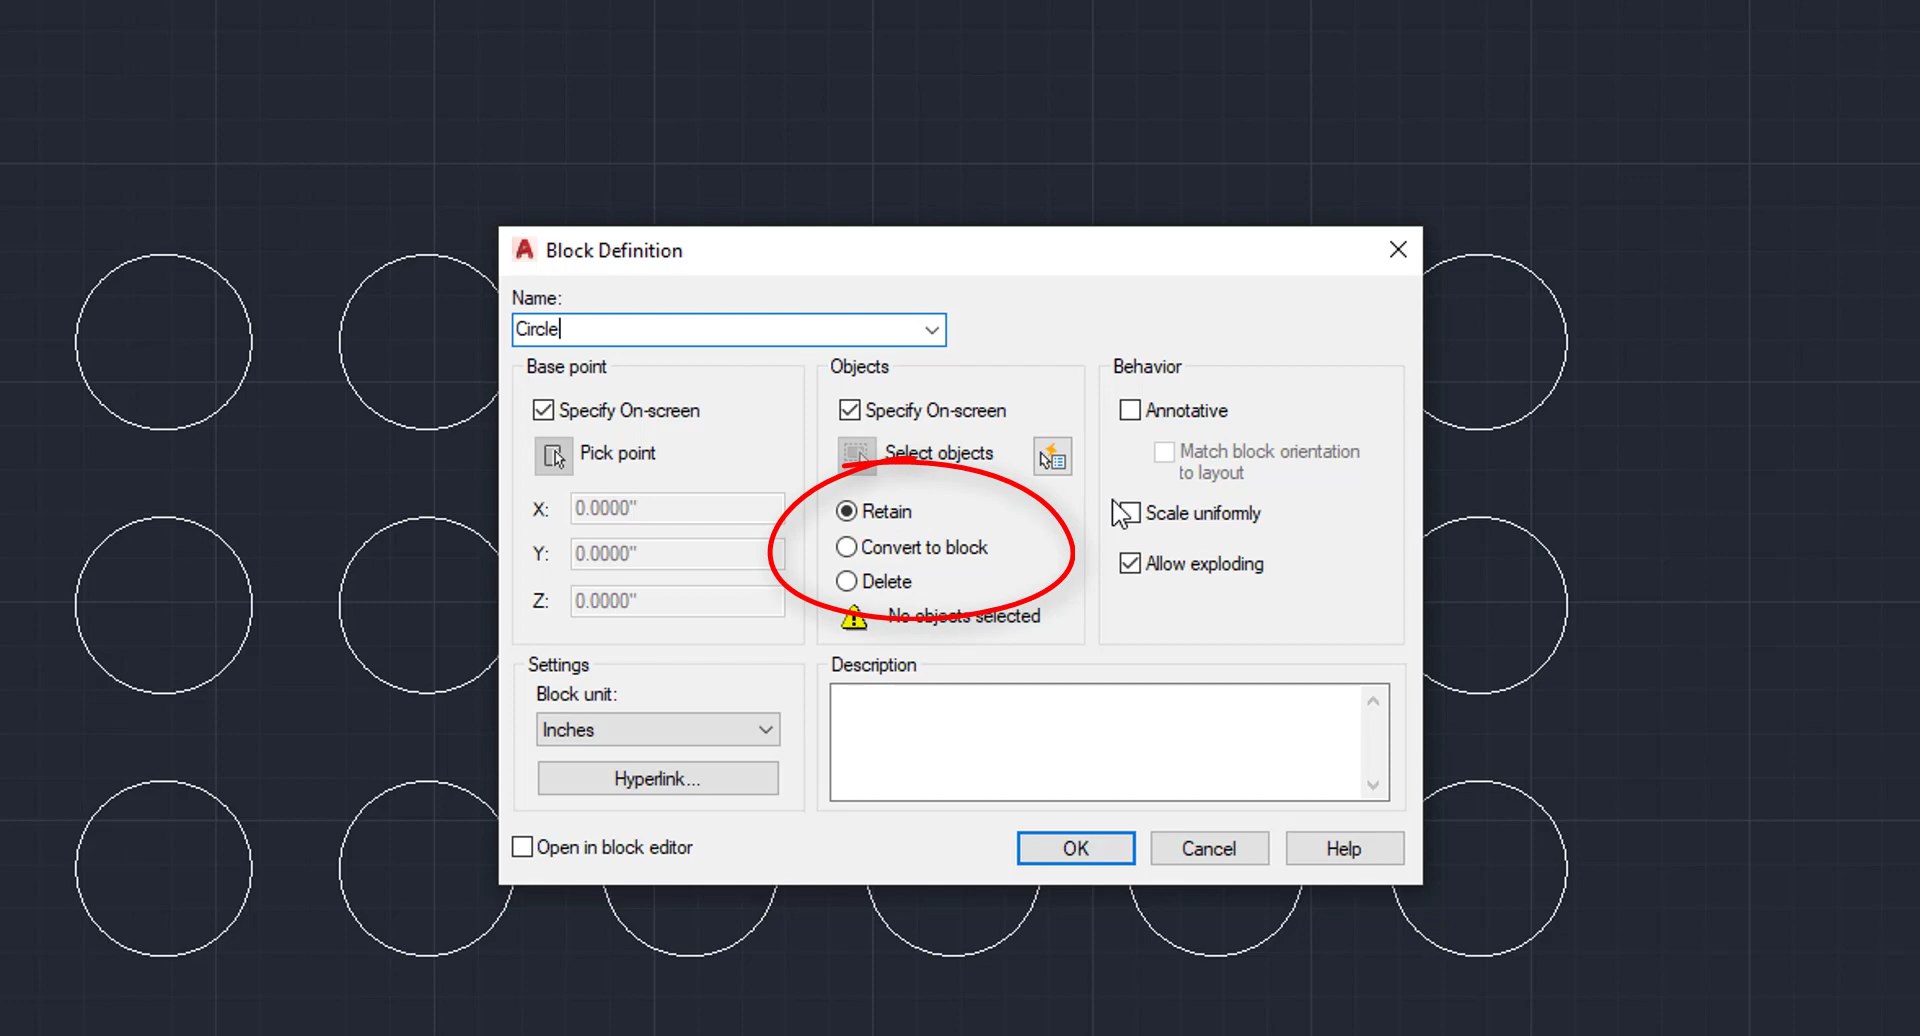 Block Definition
Name:
Circle
Base point
Specify On-screen
Pick point
X: 0.0000"
Y: 0.0000"
Z: 0.0000"
Objects
Specify On-screen
Select objects
Retain
Convert to block
Delete
No objects selected
Behavior
Annotative
Match block orientation
to layout
Scale uniformly
Allow exploding
Settings
Block unit:
Inches
Hyperlink...
Description
Open in block editor
OK
Cancel
Help